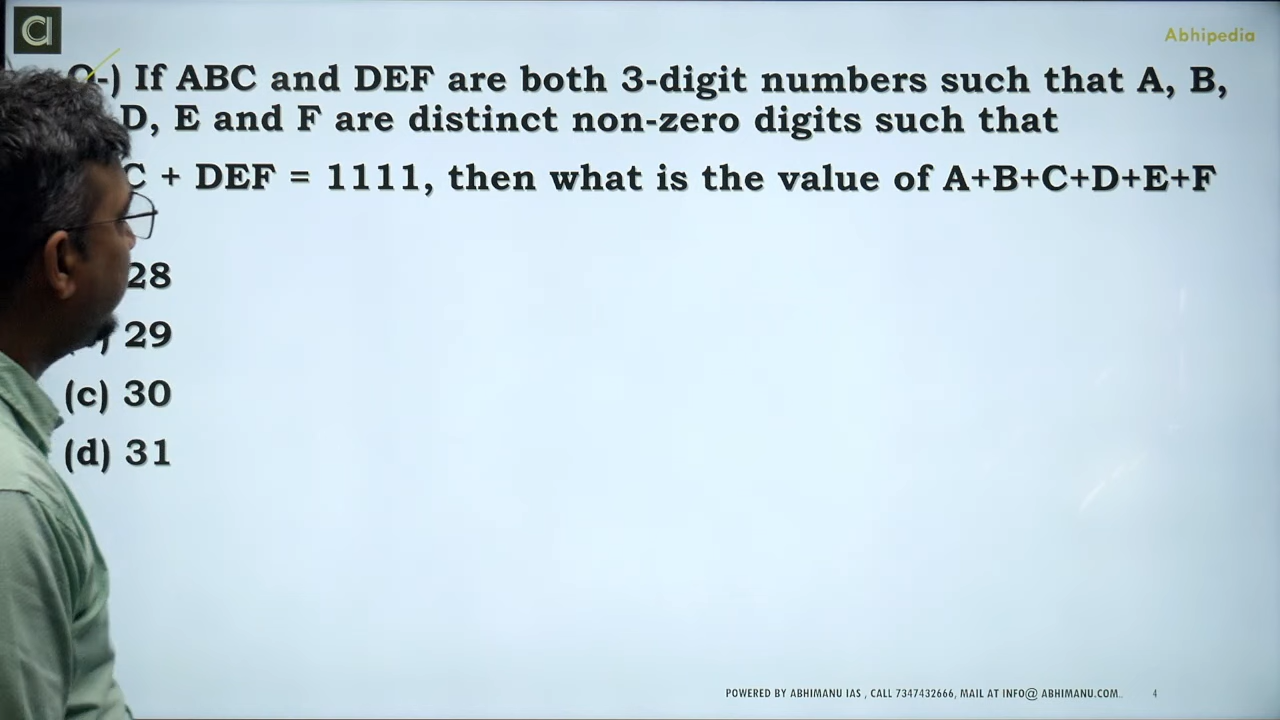 Abhipedia
Q-) If ABC and DEF are both 3-digit numbers such that A, B,
D, E and F are distinct non-zero digits such that
C + DEF = 1111, then what is the value of A+B+C+D+E+F
28
29
(c) 30
(d) 31
POWERED BY ABHIMANU IAS , CALL 7347432666, MAIL AT INFO@ ABHIMANU.COM..
4